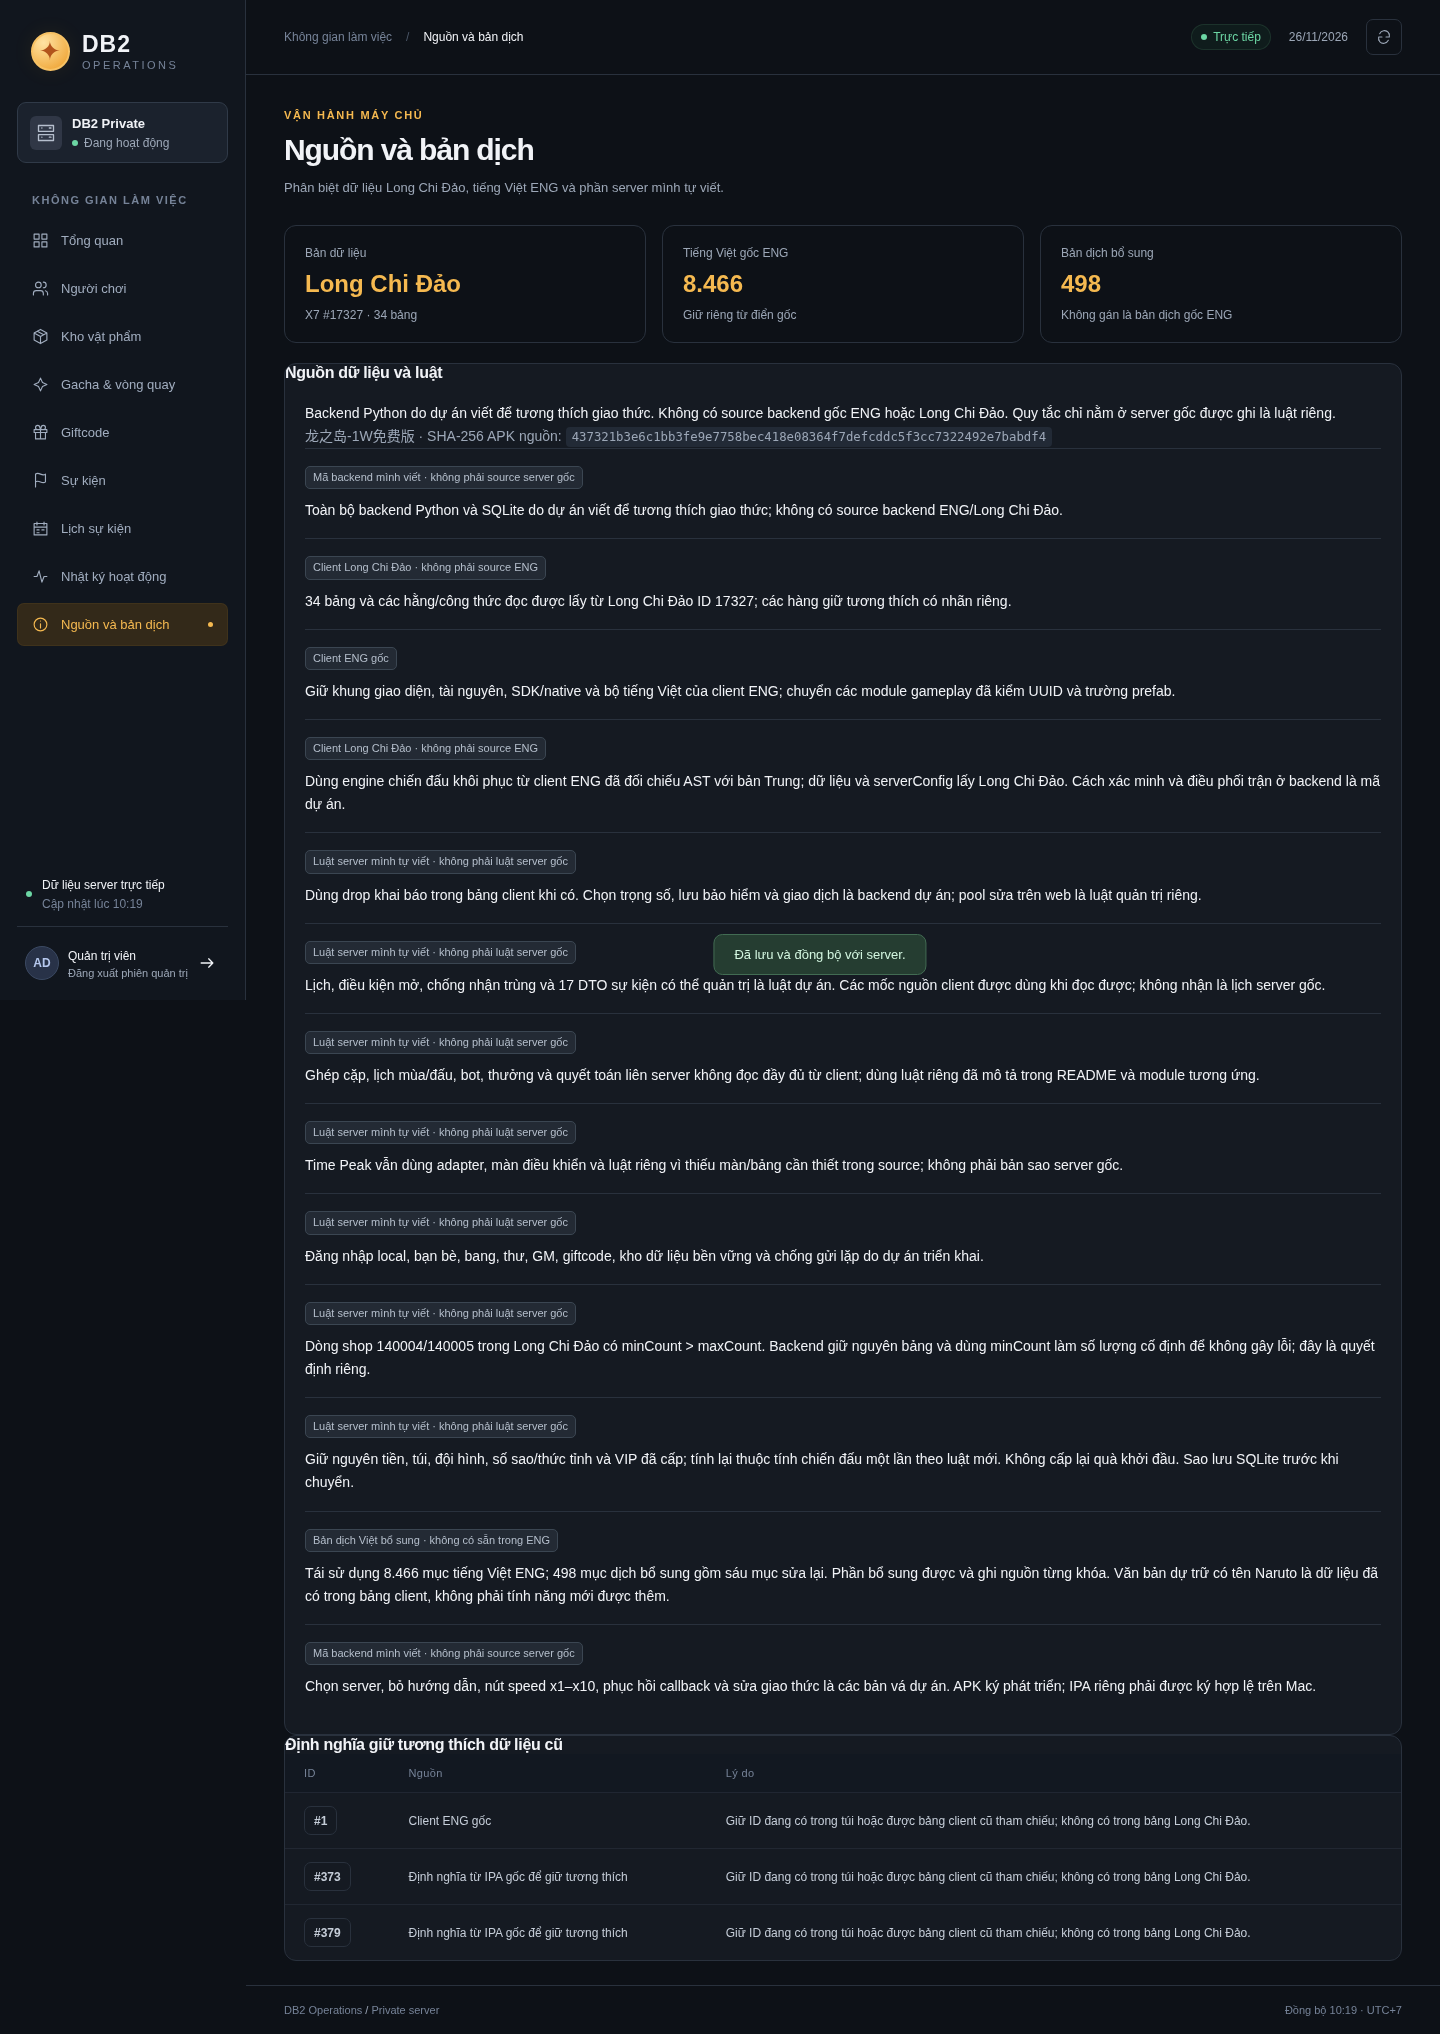 DB2
OPERATIONS
DB2 Private
Đang hoạt động
KHÔNG GIAN LÀM VIỆC
Tổng quan
Người chơi
Kho vật phẩm
Gacha & vòng quay
Giftcode
Sự kiện
Lịch sự kiện
Nhật ký hoạt động
Nguồn và bản dịch
Dữ liệu server trực tiếp
Cập nhật lúc 10:19
AD
Quản trị viên
Đăng xuất phiên quản trị
Không gian làm việc / Nguồn và bản dịch
Trực tiếp
26/11/2026
VẬN HÀNH MÁY CHỦ
Nguồn và bản dịch
Phân biệt dữ liệu Long Chi Đảo, tiếng Việt ENG và phần server mình tự viết.
Bản dữ liệu
Long Chi Đảo
X7 #17327 · 34 bảng
Tiếng Việt gốc ENG
8.466
Giữ riêng từ điển gốc
Bản dịch bổ sung
498
Không gán là bản dịch gốc ENG
Nguồn dữ liệu và luật
Backend Python do dự án viết để tương thích giao thức. Không có source backend gốc ENG hoặc Long Chi Đảo. Quy tắc chỉ nằm ở server gốc được ghi là luật riêng.
龙之岛-1W免费版 · SHA-256 APK nguồn: 437321b3e6c1bb3fe9e7758bec418e08364f7defcddc5f3cc7322492e7babdf4
Mã backend mình viết · không phải source server gốc
Toàn bộ backend Python và SQLite do dự án viết để tương thích giao thức; không có source backend ENG/Long Chi Đảo.
Client Long Chi Đảo · không phải source ENG
34 bảng và các hằng/công thức đọc được lấy từ Long Chi Đảo ID 17327; các hàng giữ tương thích có nhãn riêng.
Client ENG gốc
Giữ khung giao diện, tài nguyên, SDK/native và bộ tiếng Việt của client ENG; chuyển các module gameplay đã kiểm UUID và trường prefab.
Client Long Chi Đảo · không phải source ENG
Dùng engine chiến đấu khôi phục từ client ENG đã đối chiếu AST với bản Trung; dữ liệu và serverConfig lấy Long Chi Đảo. Cách xác minh và điều phối trận ở backend là mã
dự án.
Luật server mình tự viết · không phải luật server gốc
Dùng drop khai báo trong bảng client khi có. Chọn trọng số, lưu bảo hiểm và giao dịch là backend dự án; pool sửa trên web là luật quản trị riêng.
Luật server mình tự viết · không phải luật server gốc
Đã lưu và đồng bộ với server.
Lịch, điều kiện mở, chống nhận trùng và 17 DTO sự kiện có thể quản trị là luật dự án. Các mốc nguồn client được dùng khi đọc được; không nhận là lịch server gốc.
Luật server mình tự viết · không phải luật server gốc
Ghép cặp, lịch mùa/đấu, bot, thưởng và quyết toán liên server không đọc đầy đủ từ client; dùng luật riêng đã mô tả trong README và module tương ứng.
Luật server mình tự viết · không phải luật server gốc
Time Peak vẫn dùng adapter, màn điều khiển và luật riêng vì thiếu màn/bảng cần thiết trong source; không phải bản sao server gốc.
Luật server mình tự viết · không phải luật server gốc
Đăng nhập local, bạn bè, bang, thư, GM, giftcode, kho dữ liệu bền vững và chống gửi lặp do dự án triển khai.
Luật server mình tự viết · không phải luật server gốc
Dòng shop 140004/140005 trong Long Chi Đảo có minCount > maxCount. Backend giữ nguyên bảng và dùng minCount làm số lượng cố định để không gây lỗi; đây là quyết
định riêng.
Luật server mình tự viết · không phải luật server gốc
Giữ nguyên tiền, túi, đội hình, số sao/thức tỉnh và VIP đã cấp; tính lại thuộc tính chiến đấu một lần theo luật mới. Không cấp lại quà khởi đầu. Sao lưu SQLite trước khi
chuyển.
Bản dịch Việt bổ sung · không có sẵn trong ENG
Tái sử dụng 8.466 mục tiếng Việt ENG; 498 mục dịch bổ sung gồm sáu mục sửa lại. Phần bổ sung được và ghi nguồn từng khóa. Văn bản dự trữ có tên Naruto là dữ liệu đã
có trong bảng client, không phải tính năng mới được thêm.
Mã backend mình viết · không phải source server gốc
Chọn server, bỏ hướng dẫn, nút speed x1–x10, phục hồi callback và sửa giao thức là các bản vá dự án. APK ký phát triển; IPA riêng phải được ký hợp lệ trên Mac.
Định nghĩa giữ tương thích dữ liệu cũ
ID Nguồn Lý do
#1 Client ENG gốc Giữ ID đang có trong túi hoặc được bảng client cũ tham chiếu; không có trong bảng Long Chi Đảo.
#373 Định nghĩa từ IPA gốc để giữ tương thích Giữ ID đang có trong túi hoặc được bảng client cũ tham chiếu; không có trong bảng Long Chi Đảo.
#379 Định nghĩa từ IPA gốc để giữ tương thích Giữ ID đang có trong túi hoặc được bảng client cũ tham chiếu; không có trong bảng Long Chi Đảo.
DB2 Operations / Private server
Đồng bộ 10:19 · UTC+7